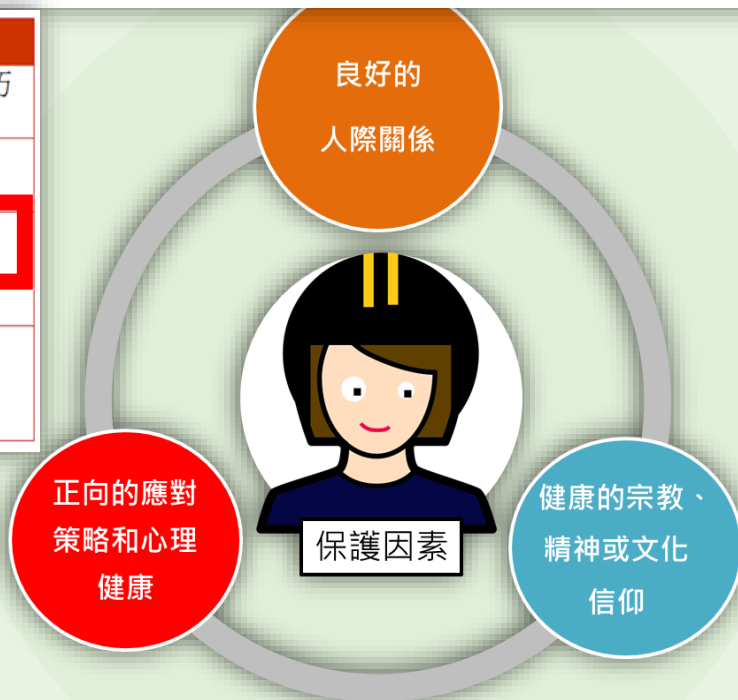 巧
良好的
人際關係
正向的應對
策略和心理
健康
健康的宗教、
精神或文化
信仰
保護因素